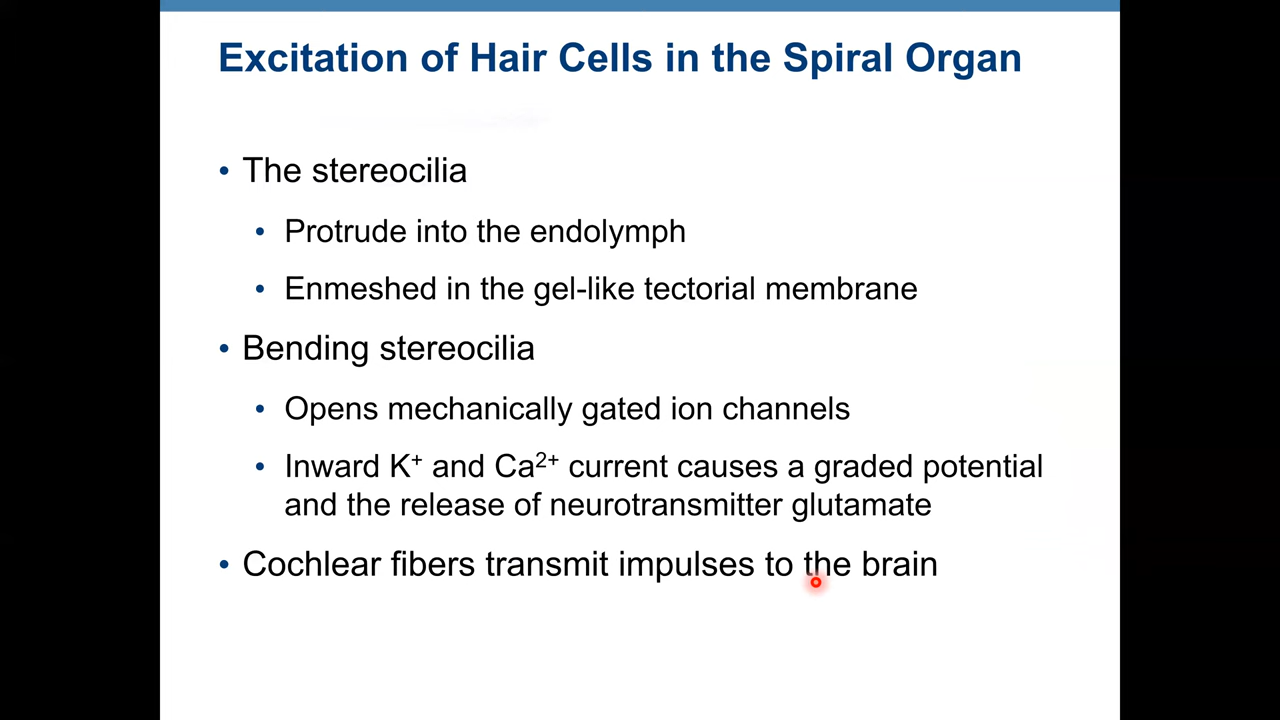 Excitation of Hair Cells in the Spiral Organ
• The stereocilia
• Protrude into the endolymph
• Enmeshed in the gel-like tectorial membrane
• Bending stereocilia
• Opens mechanically gated ion channels
• Inward K⁺ and Ca²⁺ current causes a graded potential
and the release of neurotransmitter glutamate
• Cochlear fibers transmit impulses to the brain